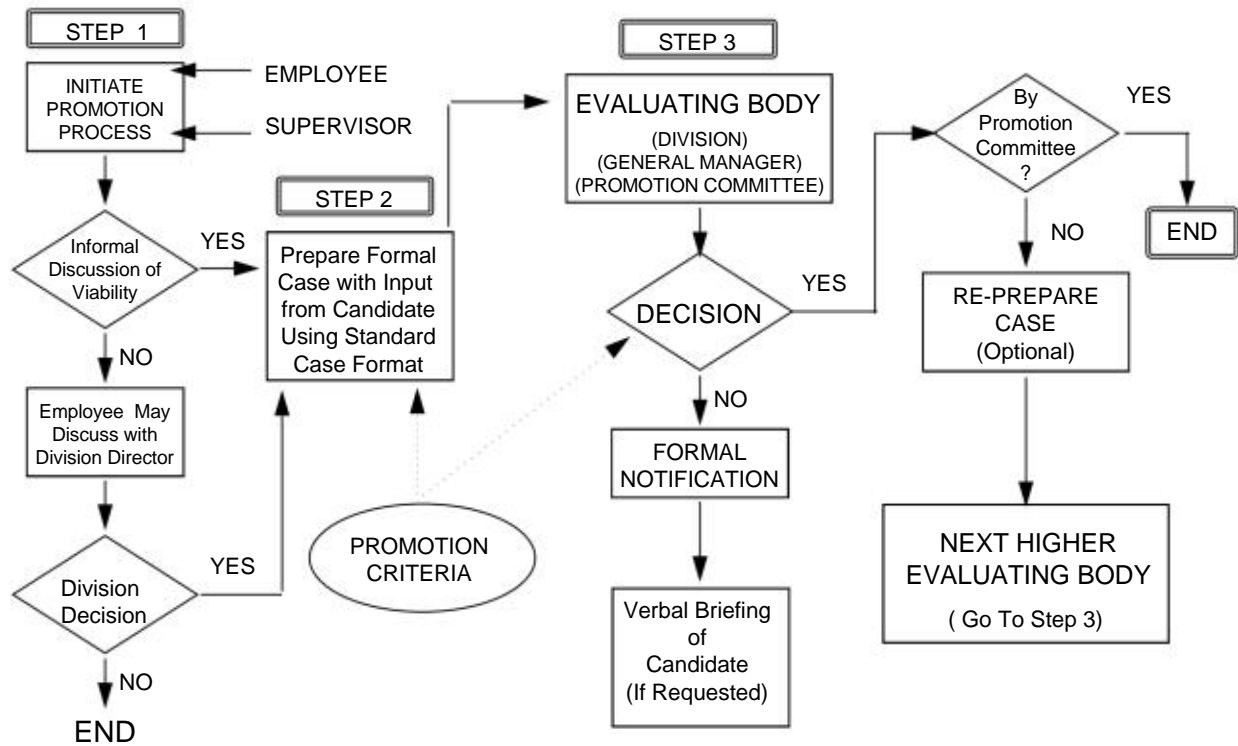 STEP 1
INITIATE
PROMOTION
PROCESS
EMPLOYEE
SUPERVISOR
Informal
Discussion of
Viability
YES
NO
Employee May
Discuss with
Division Director
Division
Decision
YES
NO
END
STEP 2
Prepare Formal
Case with Input
from Candidate
Using Standard
Case Format
PROMOTION
CRITERIA
STEP 3
EVALUATING BODY
(DIVISION)
(GENERAL MANAGER)
(PROMOTION COMMITTEE)
DECISION
YES
NO
FORMAL
NOTIFICATION
Verbal Briefing
of
Candidate
(If Requested)
By
Promotion
Committee
?
YES
END
NO
RE-PREPARE
CASE
(Optional)
NEXT HIGHER
EVALUATING BODY
( Go To Step 3)